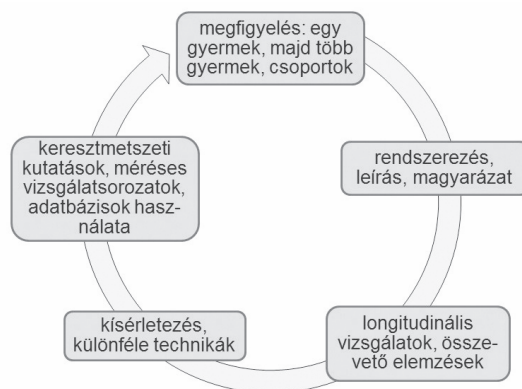 megfigyelés: egy
gyermek, majd több
gyermek, csoportok
rendszerezés,
leírás, magyarázat
longitudinális
vizsgálatok, össze-
vető elemzések
kísérletezés,
különféle technikák
keresztmetszeti
kutatások, méréses
vizsgálatsorozatok,
adatbázisok hasz-
nálata